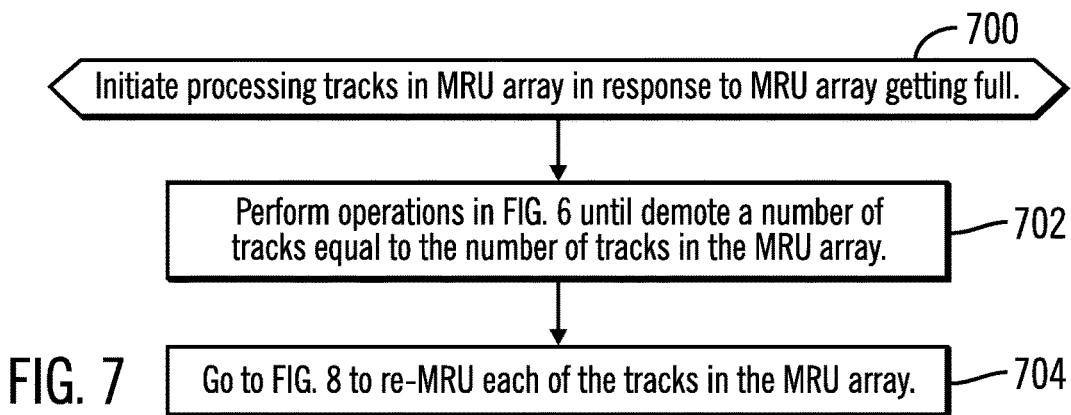 700
Initiate processing tracks in MRU array in response to MRU array getting full.
Perform operations in FIG. 6 until demote a number of
tracks equal to the number of tracks in the MRU array.
702
Go to FIG. 8 to re-MRU each of the tracks in the MRU array.
704
FIG. 7